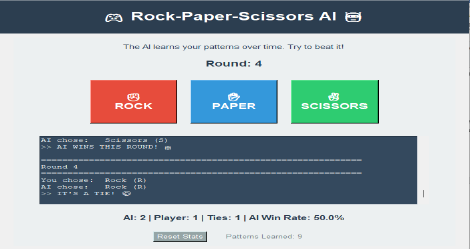 Rock-Paper-Scissors AI
The AI learns your patterns over time. Try to beat it!
Round: 4
ROCK
PAPER
SCISSORS
AI chose: Scissors (S)
>> AI WINS THIS ROUND!
Round 4
You chose: Rock (R)
AI chose: Rock (R)
>> IT'S A TIE!
AI: 2 | Player: 1 | Ties: 1 | AI Win Rate: 50.0%
Reset Stats Patterns Learned: 9